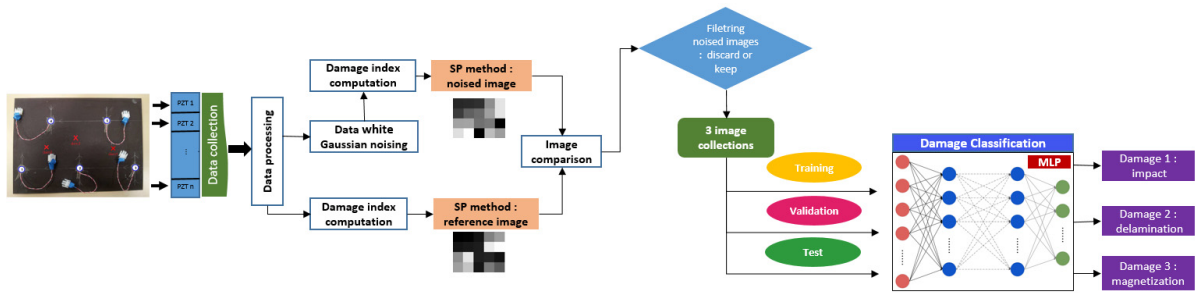 PZT 1
PZT 2
⋮
PZT n
Data collection
Data processing
Damage index
computation
Data white
Gaussian noising
Damage index
computation
SP method :
noised image
SP method :
reference image
Image
comparison
Filetring
noised images
: discard or
keep
3 image
collections
Training
Validation
Test
Damage Classification
MLP
Damage 1 :
impact
Damage 2 :
delamination
Damage 3 :
magnetization